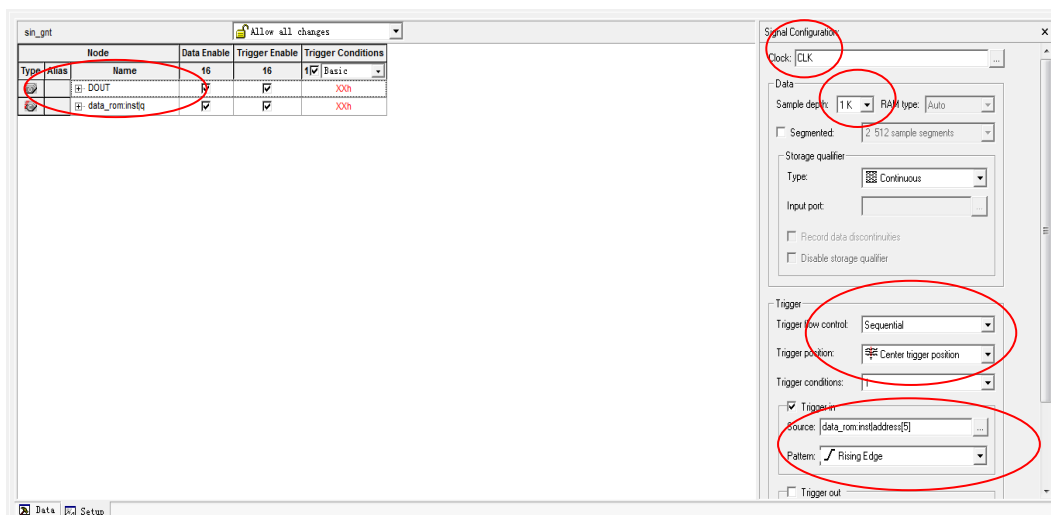 sin_gnt
Allow all changes
Signal Configuration:
Node
Data Enable
Trigger Enable
Trigger Conditions
Type
Alias
Name
16
16
1
Basic
DOUT
XXh
data_rom:inst|q
XXh
Clock: CLK
...
Data
Sample depth: 1 K RAM type: Auto
Segmented: 2 512 sample segments
Storage qualifier
Type: Continuous
Input port:
...
Record data discontinuities
Disable storage qualifier
Trigger
Trigger flow control: Sequential
Trigger position: Center trigger position
Trigger conditions: 1
Trigger in
Source: data_rom:inst|address[5]
...
Pattern: Rising Edge
Trigger out
Data
Setup